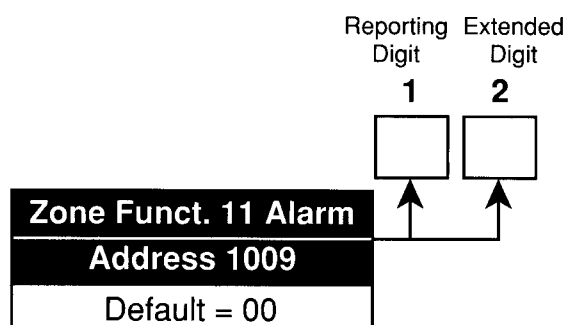 Reporting Extended
Digit Digit
1 2
Zone Funct. 11 Alarm
Address 1009
Default = 00